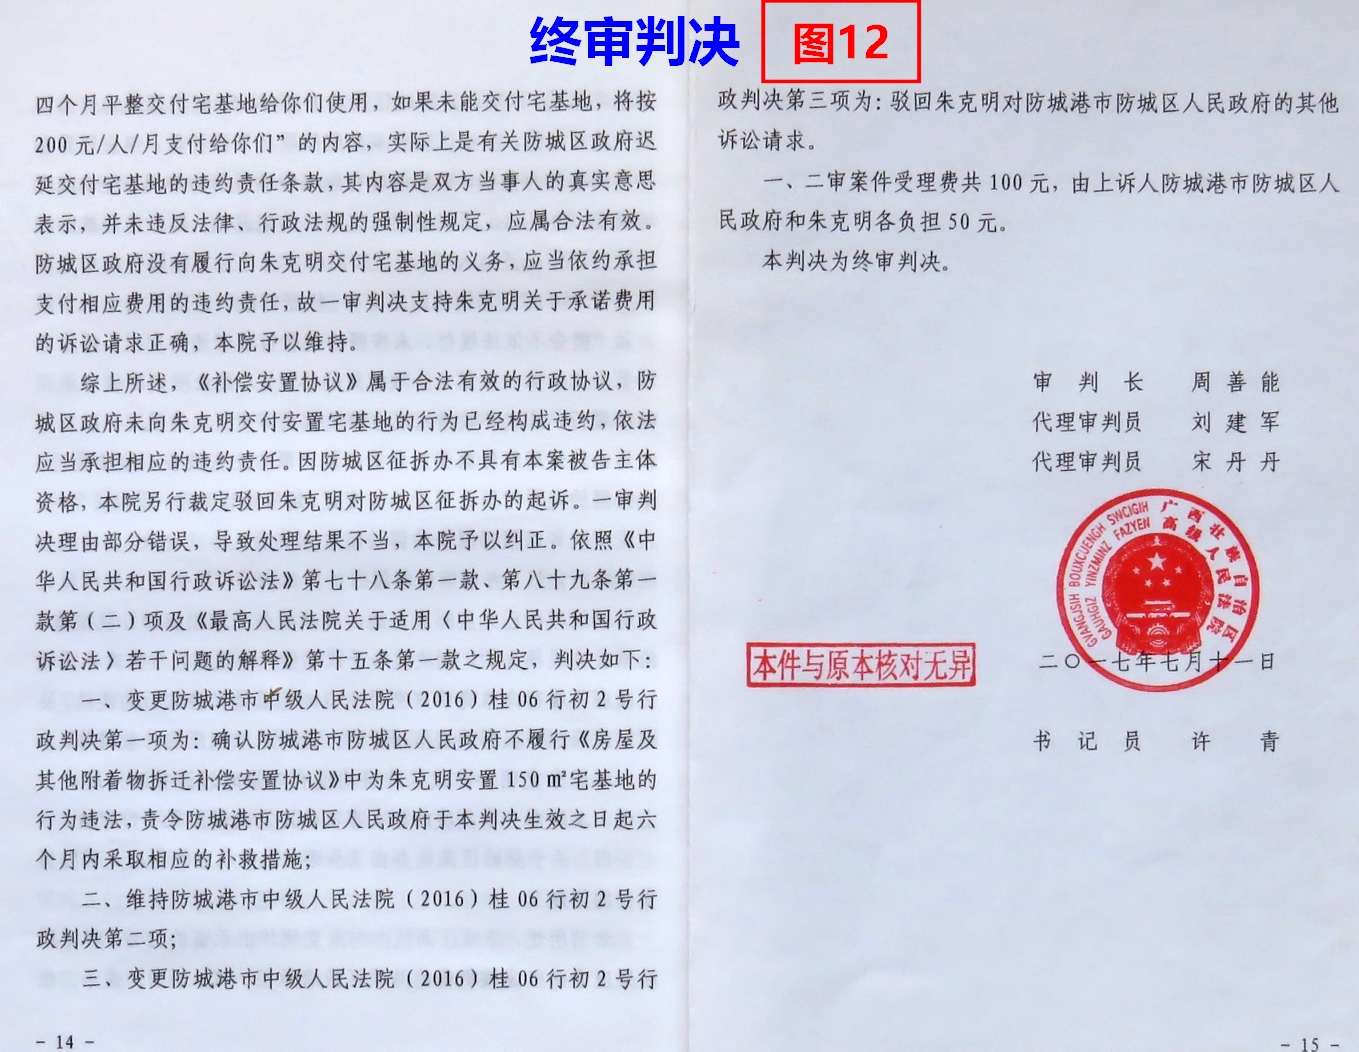 终审判决 图12
四个月平整交付宅基地给你们使用，如果未能交付宅基地，将按
200元/人/月支付给你们”的内容，实际上是有关防城区政府迟
延交付宅基地的违约责任条款，其内容是双方当事人的真实意思
表示，并未违反法律、行政法规的强制性规定，应属合法有效。
防城区政府没有履行向朱克明交付宅基地的义务，应当依约承担
支付相应费用的违约责任，故一审判决支持朱克明关于承诺费用
的诉讼请求正确，本院予以维持。
综上所述，《补偿安置协议》属于合法有效的行政协议，防
城区政府未向朱克明交付安置宅基地的行为已经构成违约，依法
应当承担相应的违约责任。因防城区征拆办不具有本案被告主体
资格，本院另行裁定驳回朱克明对防城区征拆办的起诉。一审判
决理由部分错误，导致处理结果不当，本院予以纠正。依照《中
华人民共和国行政诉讼法》第七十八条第一款、第八十九条第一
款第（二）项及《最高人民法院关于适用〈中华人民共和国行政
诉讼法〉若干问题的解释》第十五条第一款之规定，判决如下：
一、变更防城港市中级人民法院（2016）桂06行初2号行
政判决第一项为：确认防城港市防城区人民政府不履行《房屋及
其他附着物拆迁补偿安置协议》中为朱克明安置150㎡宅基地的
行为违法，责令防城港市防城区人民政府于本判决生效之日起六
个月内采取相应的补救措施；
二、维持防城港市中级人民法院（2016）桂06行初2号行
政判决第二项；
三、变更防城港市中级人民法院（2016）桂06行初2号行
- 14 -
政判决第三项为：驳回朱克明对防城港市防城区人民政府的其他
诉讼请求。
一、二审案件受理费共100元，由上诉人防城港市防城区人
民政府和朱克明各负担50元。
本判决为终审判决。
审 判 长 周善能
代理审判员 刘建军
代理审判员 宋丹丹
GVANGJSIH BOUXCUENGH SWCIGIH 广西壮族自治区
GAUHGIZ YINZMINZ FAZYEN 高级人民法院
本件与原本核对无异
二〇一七年七月十一日
书 记 员 许 青
- 15 -